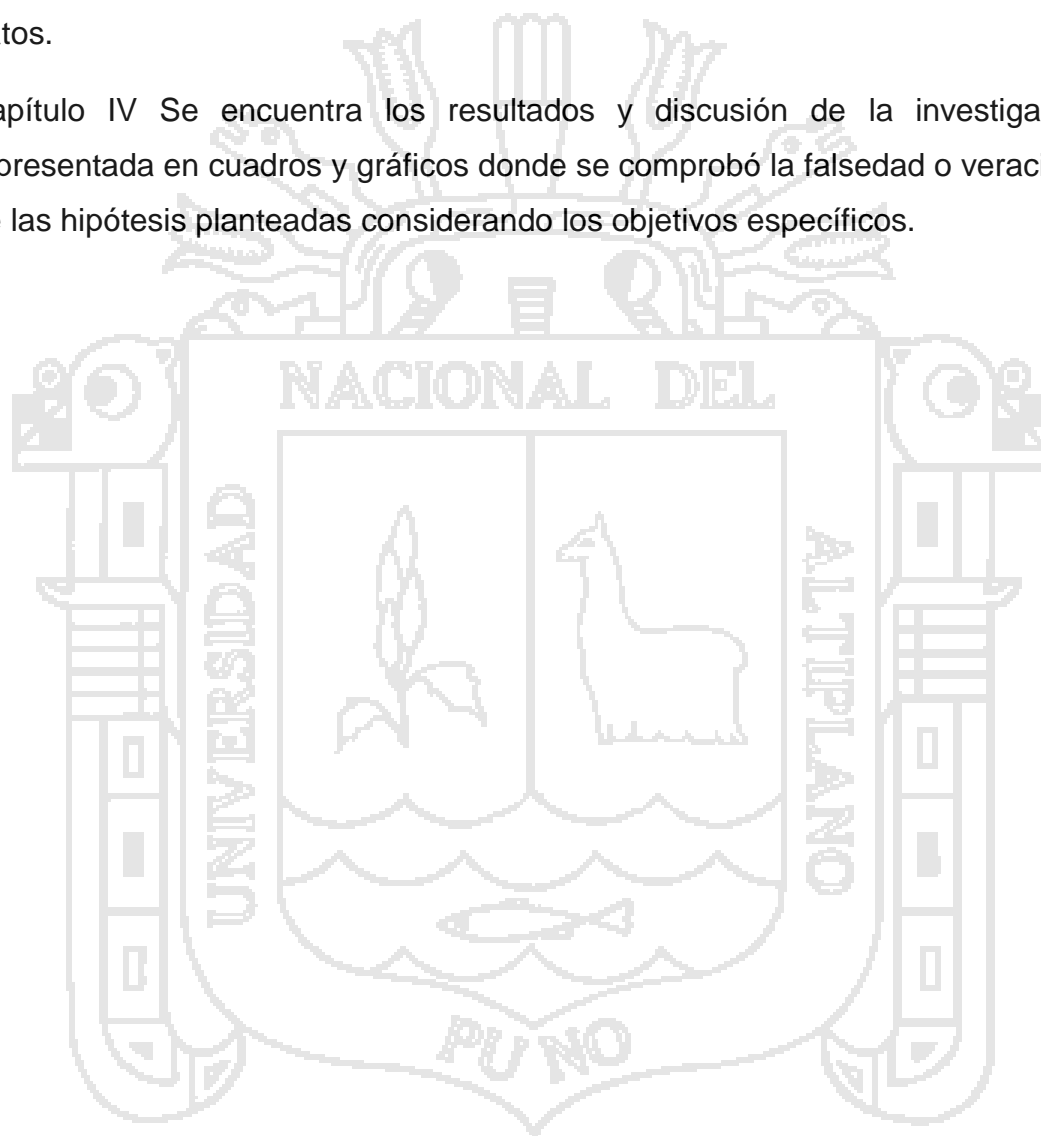 tos.
apítulo IV Se encuentra los resultados y discusión de la investiga
presentada en cuadros y gráficos donde se comprobó la falsedad o veraci
las hipótesis planteadas considerando los objetivos específicos.
NACIONAL DEL
UNIVERSIDAD
ALTIPLANO
PUNO